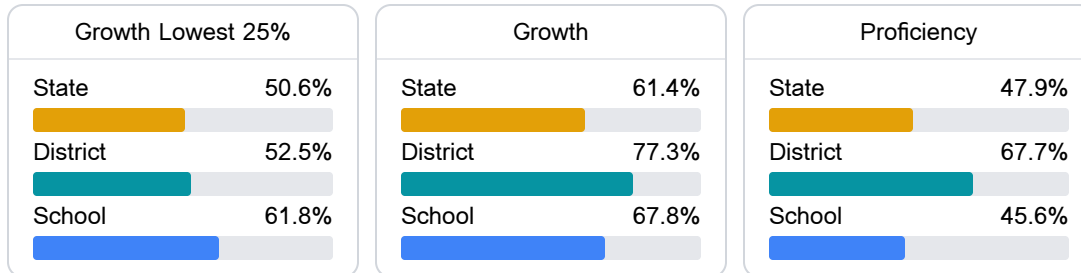 Growth Lowest 25%
State 50.6%
District 52.5%
School 61.8%
Growth
State 61.4%
District 77.3%
School 67.8%
Proficiency
State 47.9%
District 67.7%
School 45.6%